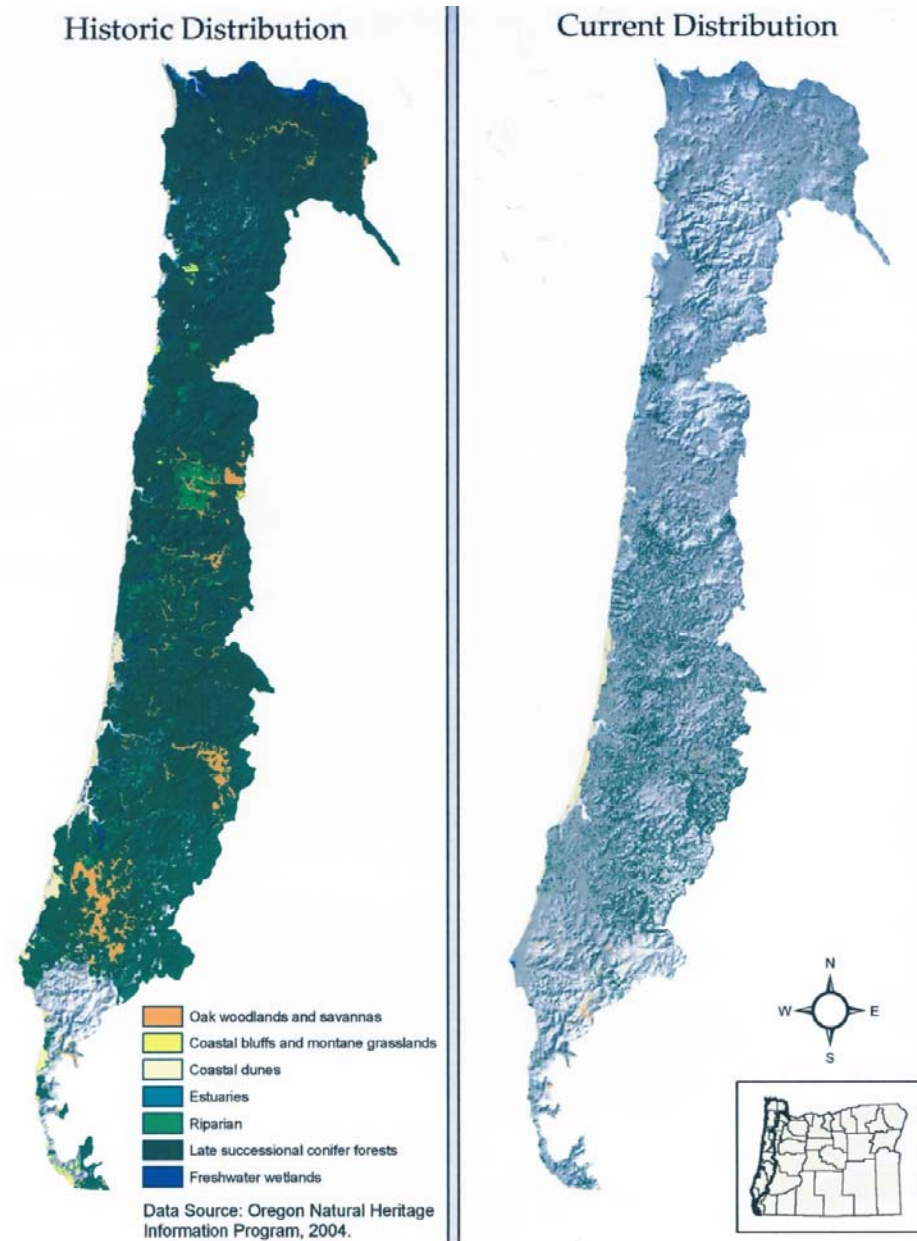 Historic Distribution
Current Distribution
Oak woodlands and savannas
Coastal bluffs and montane grasslands
Coastal dunes
Estuaries
Riparian
Late successional conifer forests
Freshwater wetlands
Data Source: Oregon Natural Heritage
Information Program, 2004.
N
W
E
S